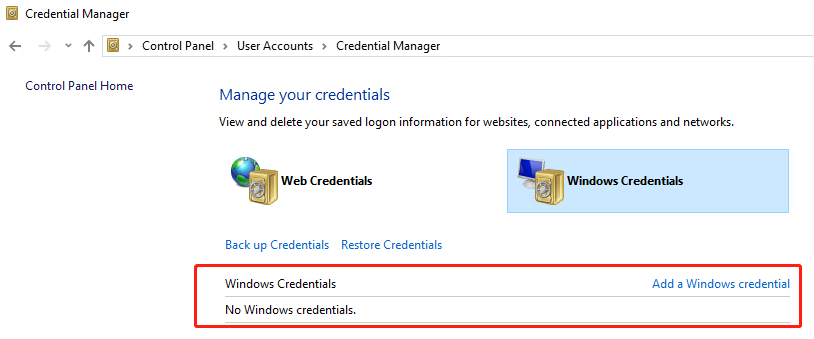 Credential Manager
Control Panel > User Accounts > Credential Manager
Control Panel Home
Manage your credentials
View and delete your saved logon information for websites, connected applications and networks.
Web Credentials
Windows Credentials
Back up Credentials Restore Credentials
Windows Credentials Add a Windows credential
No Windows credentials.